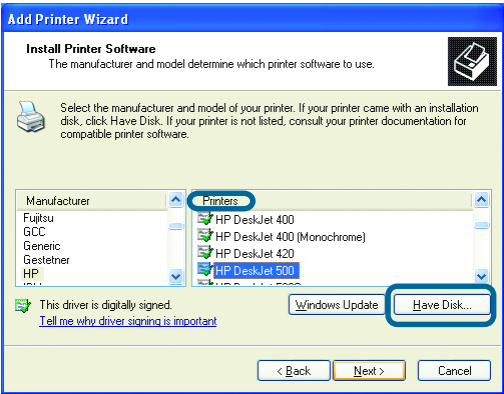 Add Printer Wizard
Install Printer Software
The manufacturer and model determine which printer software to use.
Select the manufacturer and model of your printer. If your printer came with an installation
disk, click Have Disk. If your printer is not listed, consult your printer documentation for
compatible printer software.
Manufacturer
Fujitsu
GCC
Generic
Gestetner
HP
Printers
HP DeskJet 400
HP DeskJet 400 (Monochrome)
HP DeskJet 420
HP DeskJet 500
This driver is digitally signed.
Tell me why driver signing is important
Windows Update
Have Disk...
< Back
Next >
Cancel